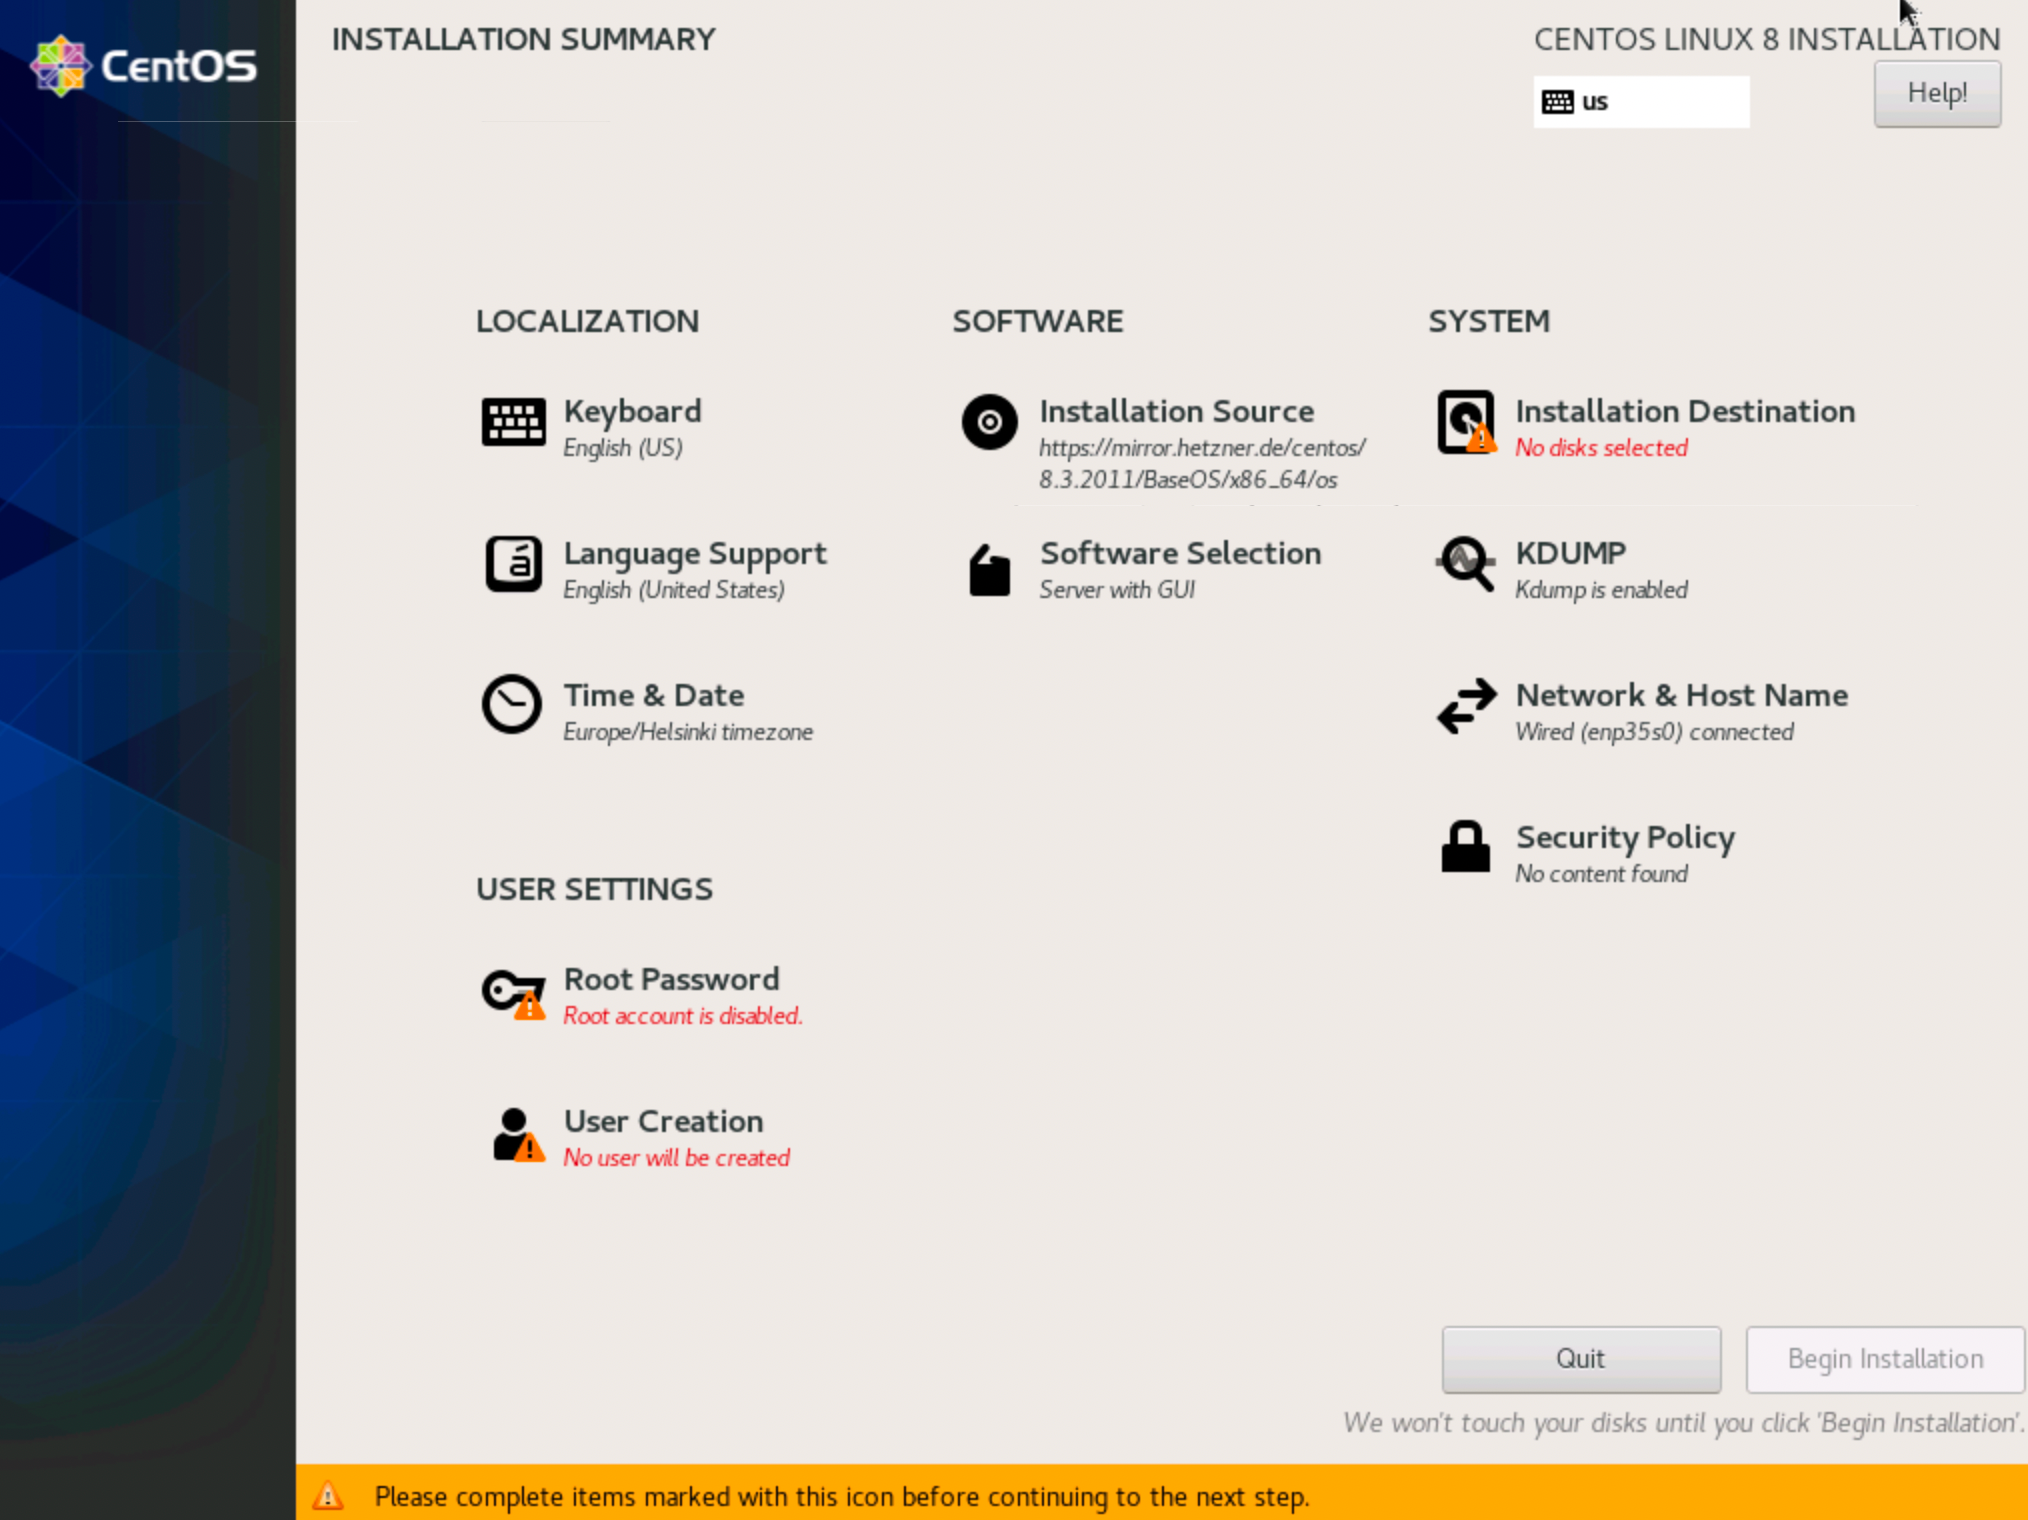 CentOS
INSTALLATION SUMMARY
CENTOS LINUX 8 INSTALLATION
us
Help!
LOCALIZATION
Keyboard
English (US)
Language Support
English (United States)
Time & Date
Europe/Helsinki timezone
SOFTWARE
Installation Source
https://mirror.hetzner.de/centos/
8.3.2011/BaseOS/x86_64/os
Software Selection
Server with GUI
SYSTEM
Installation Destination
No disks selected
KDUMP
Kdump is enabled
Network & Host Name
Wired (enp35s0) connected
Security Policy
No content found
USER SETTINGS
Root Password
Root account is disabled.
User Creation
No user will be created
Quit
Begin Installation
We won't touch your disks until you click 'Begin Installation'.
Please complete items marked with this icon before continuing to the next step.